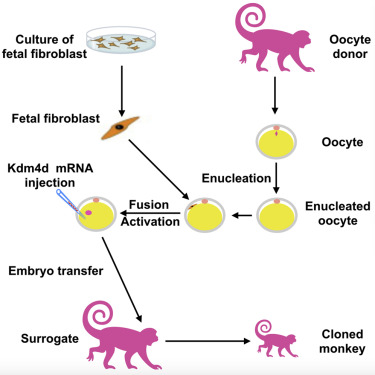 Culture of
fetal fibroblast
Oocyte
donor
Fetal fibroblast
Oocyte
Kdm4d mRNA
injection
Enucleation
Fusion
Activation
Enucleated
oocyte
Embryo transfer
Surrogate
Cloned
monkey